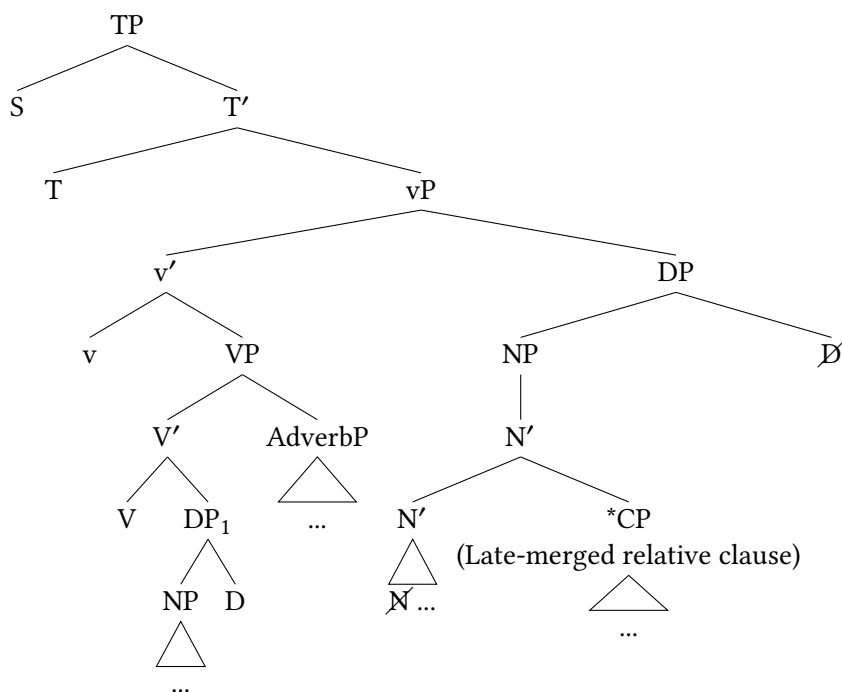 TP
S T′
T vP
v′ DP
v VP NP D̸
V′ AdverbP N′
V DP₁ ... N′ *CP
(Late-merged relative clause)
NP D N̸ ...
...
...